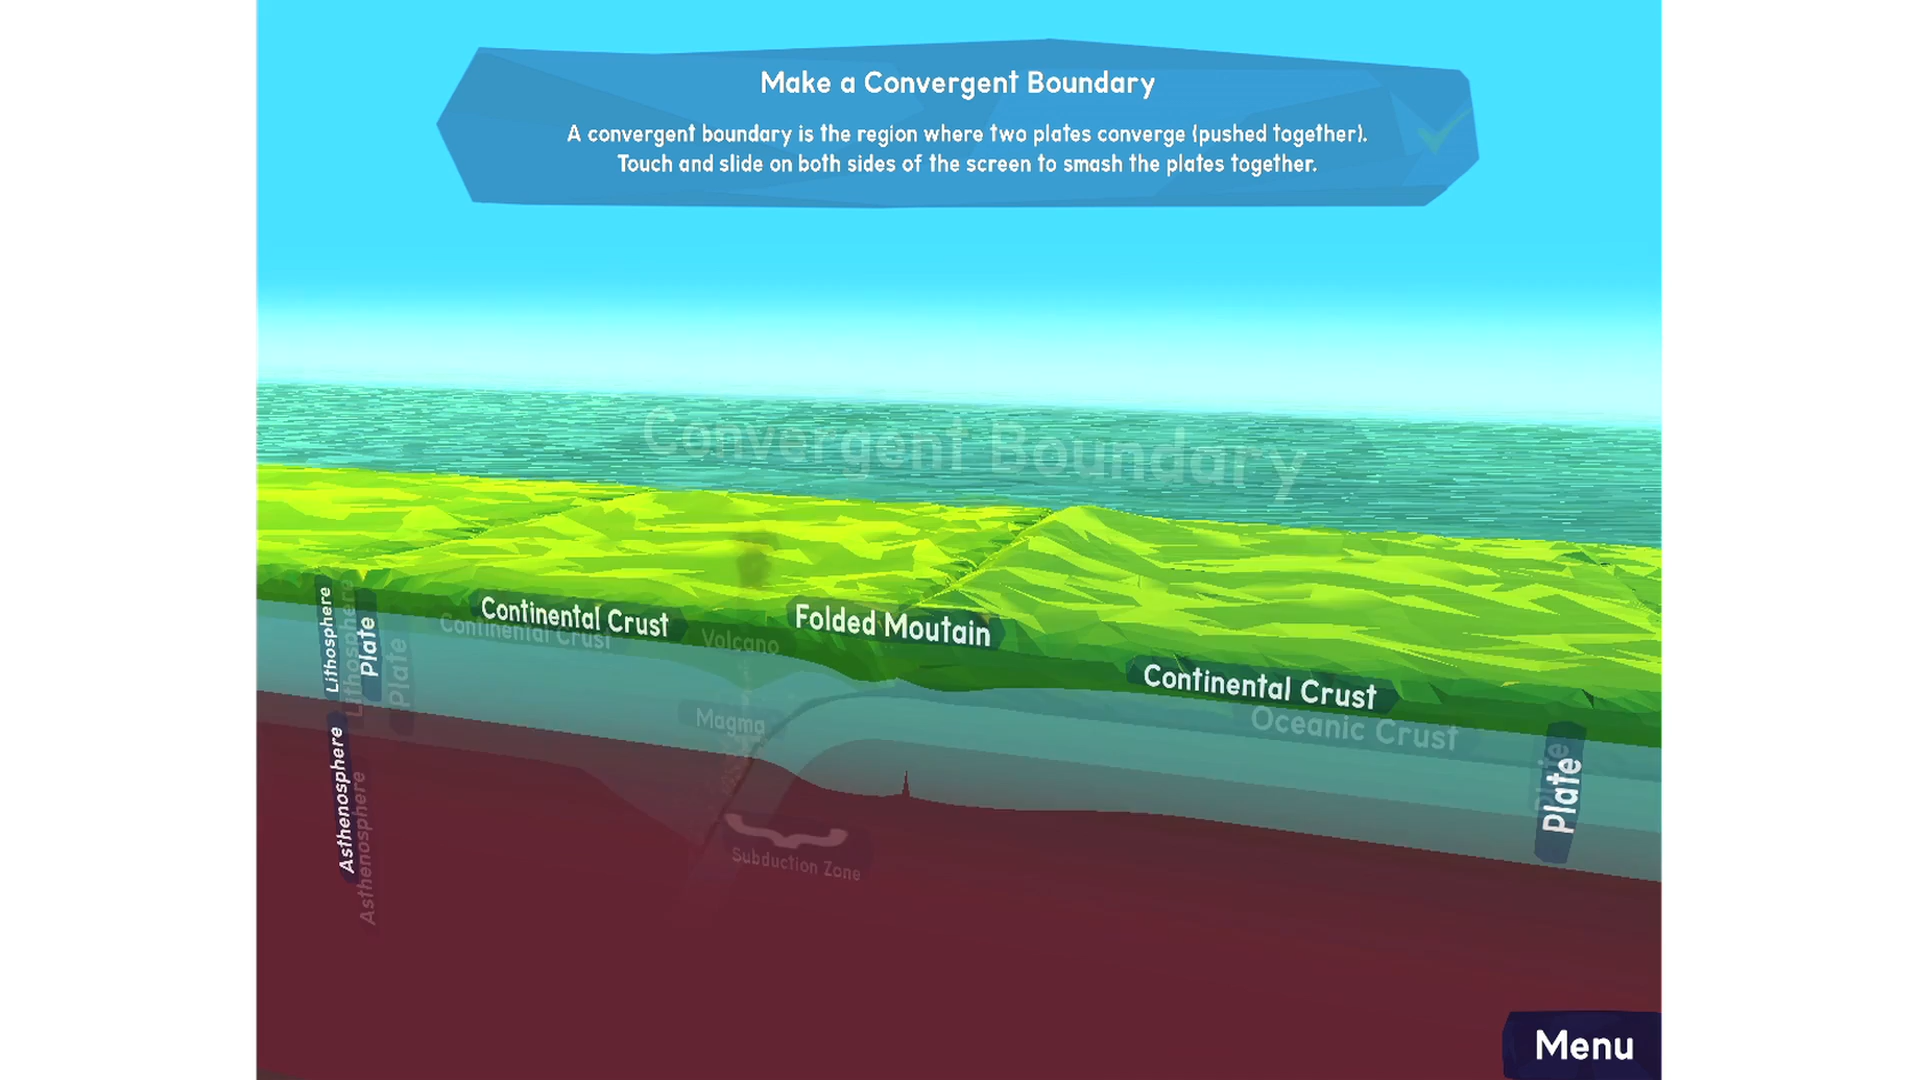 Make a Convergent Boundary
A convergent boundary is the region where two plates converge (pushed together).
Touch and slide on both sides of the screen to smash the plates together.
Convergent Boundary
Lithosphere
Lithosphere
Plate
Plate
Continental Crust
Continental Crust
Volcano
Folded Moutain
Continental Crust
Oceanic Crust
Magma
Plate
Plate
Asthenosphere
Asthenosphere
Subduction Zone
Menu